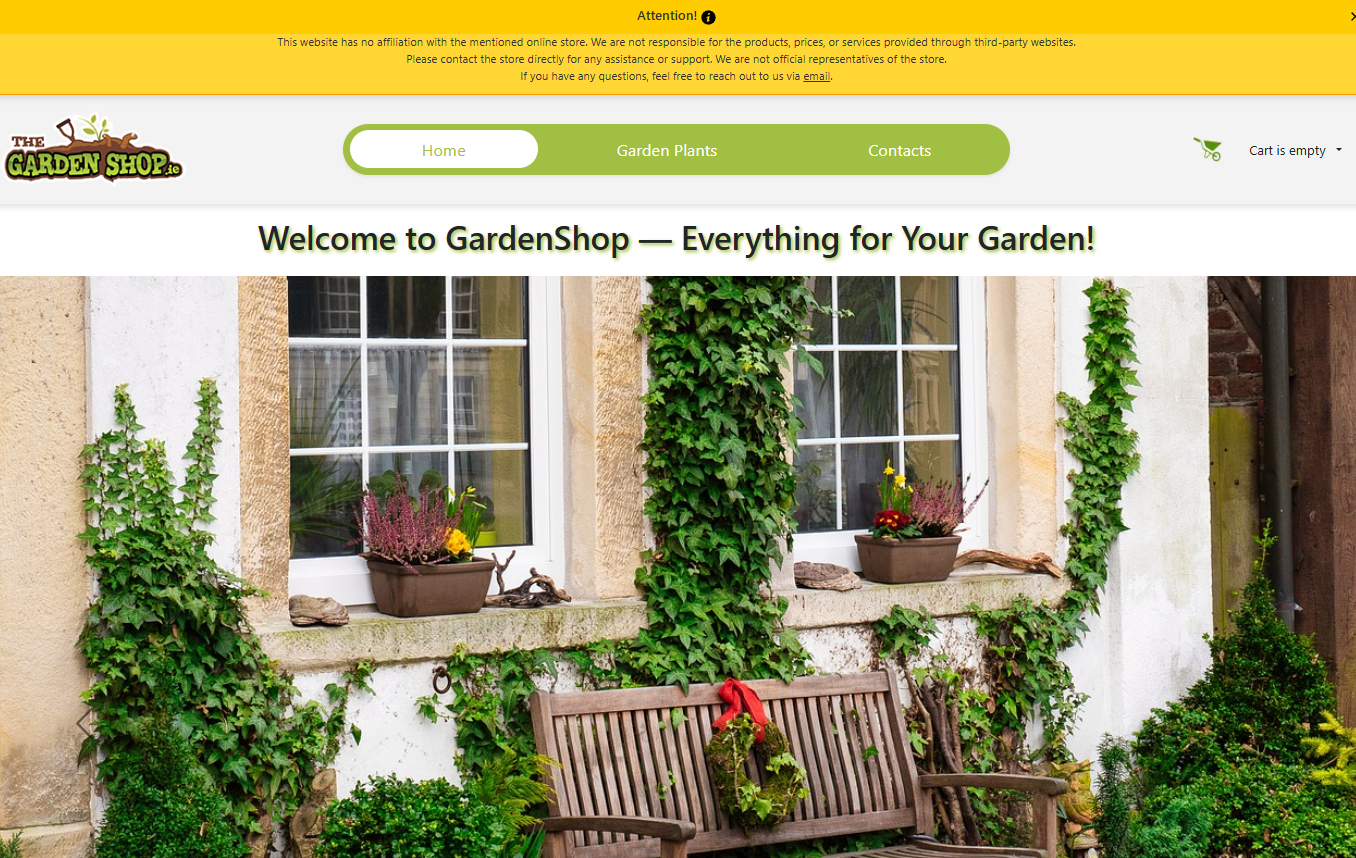 Attention!
This website has no affiliation with the mentioned online store. We are not responsible for the products, prices, or services provided through third-party websites.
Please contact the store directly for any assistance or support. We are not official representatives of the store.
If you have any questions, feel free to reach out to us via email.
THE
GARDEN SHOP.ie
Home
Garden Plants
Contacts
Cart is empty
Welcome to GardenShop — Everything for Your Garden!